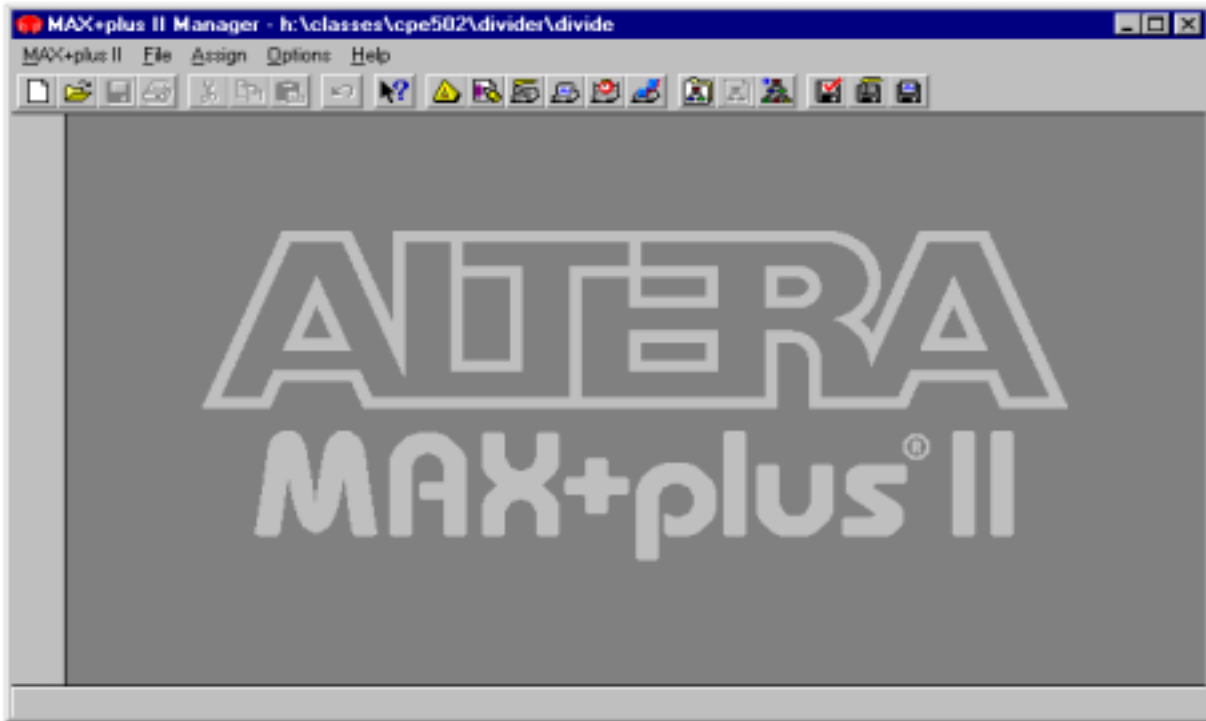 MAX+plus II Manager - h:\classes\cpe502\divider\divide
MAX+plus II File Assign Options Help
ALTERA
MAX+plus® II